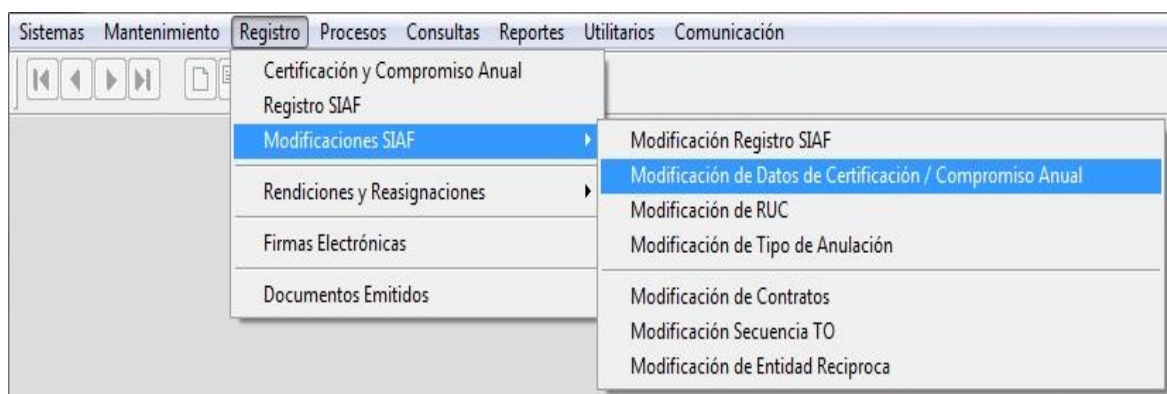 Sistemas Mantenimiento Registro Procesos Consultas Reportes Utilitarios Comunicación
Certificación y Compromiso Anual
Registro SIAF
Modificaciones SIAF
Rendiciones y Reasignaciones
Firmas Electrónicas
Documentos Emitidos
Modificación Registro SIAF
Modificación de Datos de Certificación / Compromiso Anual
Modificación de RUC
Modificación de Tipo de Anulación
Modificación de Contratos
Modificación Secuencia TO
Modificación de Entidad Reciproca